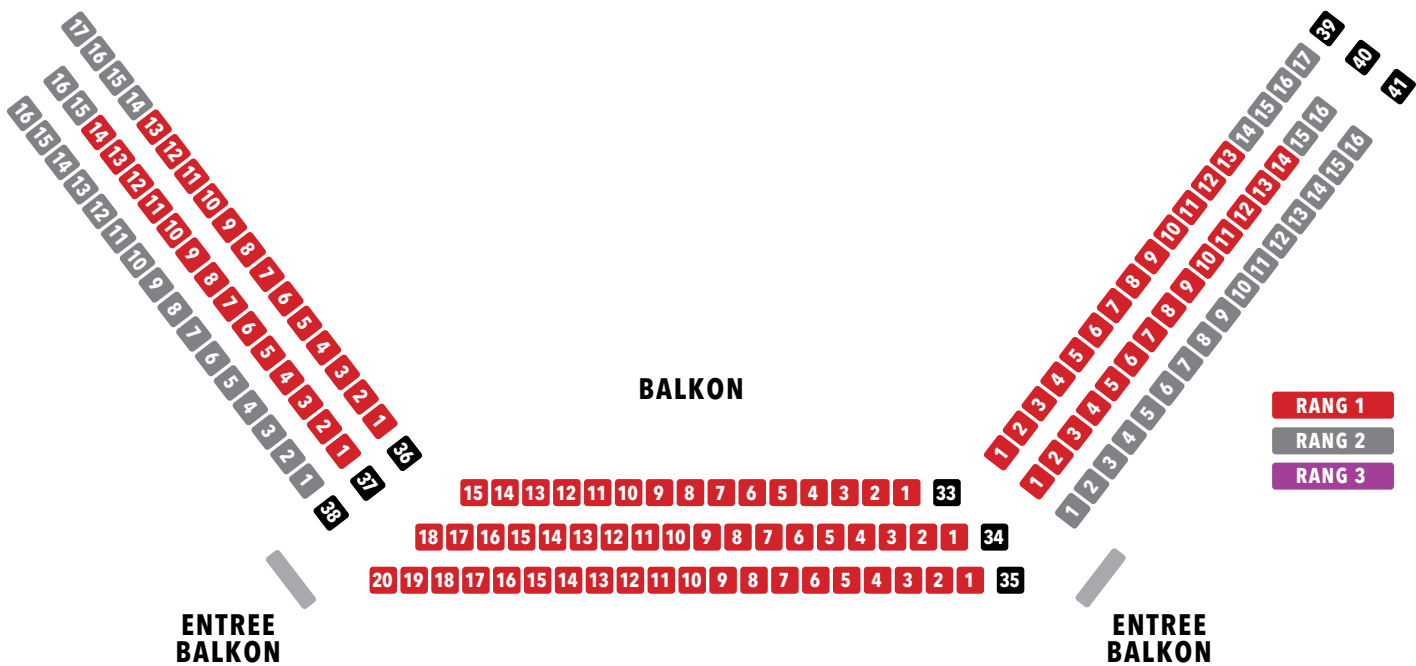 17 16 15 14 13 12 11 10 9 8 7 6 5 4 3 2 1 36
16 15 14 13 12 11 10 9 8 7 6 5 4 3 2 1 37
16 15 14 13 12 11 10 9 8 7 6 5 4 3 2 1 38
1 2 3 4 5 6 7 8 9 10 11 12 13 14 15 16 17 39
1 2 3 4 5 6 7 8 9 10 11 12 13 14 15 16 40
1 2 3 4 5 6 7 8 9 10 11 12 13 14 15 16 41
BALKON
RANG 1
RANG 2
RANG 3
15 14 13 12 11 10 9 8 7 6 5 4 3 2 1 33
18 17 16 15 14 13 12 11 10 9 8 7 6 5 4 3 2 1 34
20 19 18 17 16 15 14 13 12 11 10 9 8 7 6 5 4 3 2 1 35
ENTREE
BALKON
ENTREE
BALKON